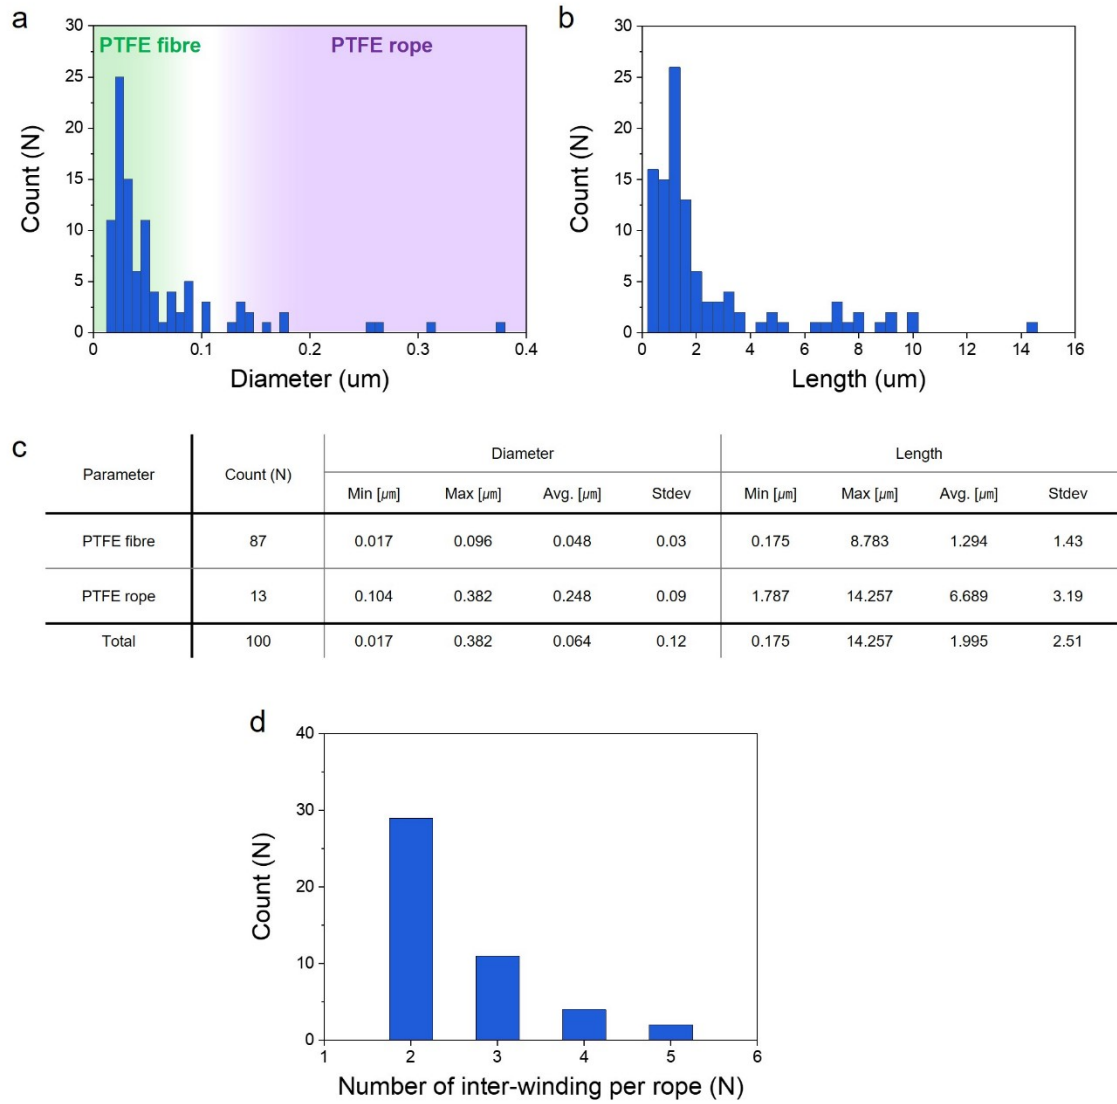 a
PTFE fibre
PTFE rope
30
25
20
15
10
5
0
Count (N)
0 0.1 0.2 0.3 0.4
Diameter (um)
b
30
25
20
15
10
5
0
Count (N)
0 2 4 6 8 10 12 14 16
Length (um)
c
Parameter Count (N) Diameter Length
Min [㎛] Max [㎛] Avg. [㎛] Stdev Min [㎛] Max [㎛] Avg. [㎛] Stdev
PTFE fibre 87 0.017 0.096 0.048 0.03 0.175 8.783 1.294 1.43
PTFE rope 13 0.104 0.382 0.248 0.09 1.787 14.257 6.689 3.19
Total 100 0.017 0.382 0.064 0.12 0.175 14.257 1.995 2.51
d
40
30
20
10
0
Count (N)
1 2 3 4 5 6
Number of inter-winding per rope (N)